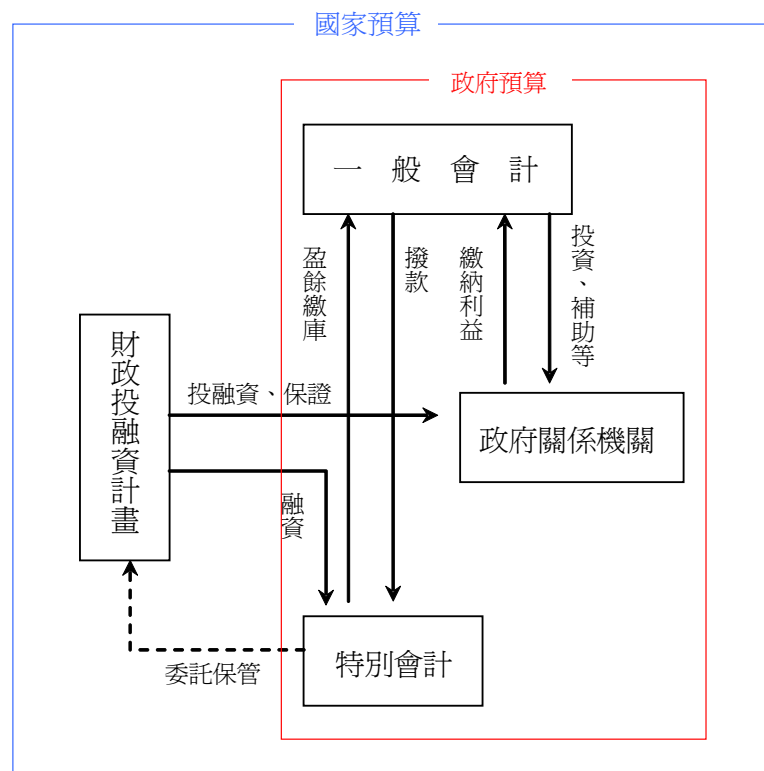 國家預算
政府預算
一般會計
盈餘繳庫
撥款
繳納利益
投資、補助等
財政投融資計畫
投融資、保證
政府關係機關
融資
特別會計
委託保管